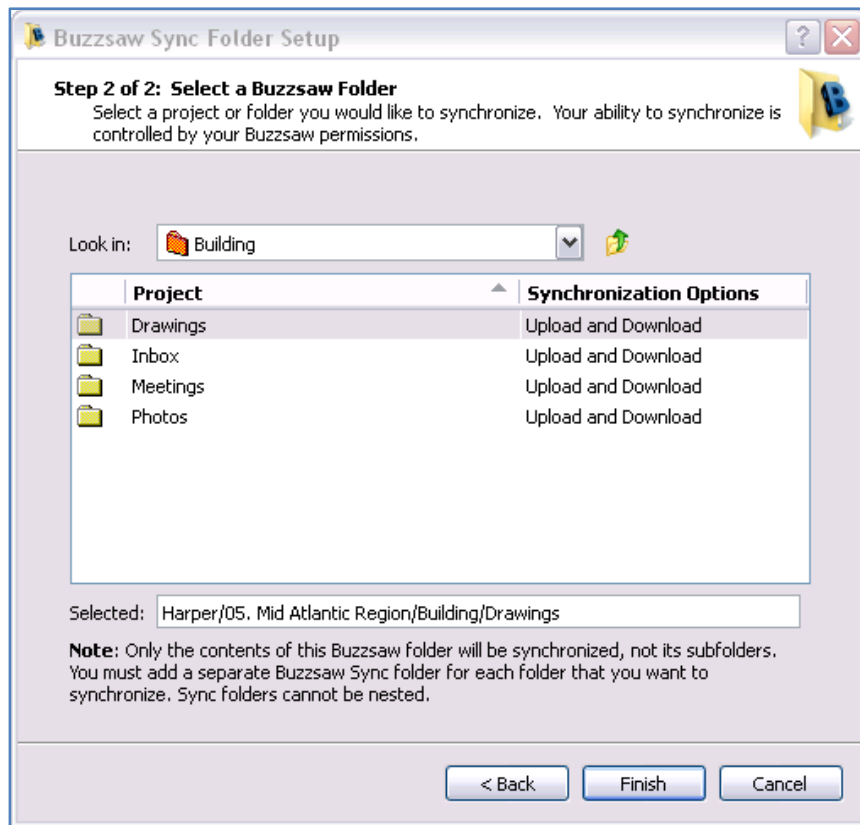 Buzzsaw Sync Folder Setup
?
Step 2 of 2: Select a Buzzsaw Folder
Select a project or folder you would like to synchronize. Your ability to synchronize is
controlled by your Buzzsaw permissions.
B
Look in: Building
Project Synchronization Options
Drawings Upload and Download
Inbox Upload and Download
Meetings Upload and Download
Photos Upload and Download
Selected: Harper/05. Mid Atlantic Region/Building/Drawings
Note: Only the contents of this Buzzsaw folder will be synchronized, not its subfolders.
You must add a separate Buzzsaw Sync folder for each folder that you want to
synchronize. Sync folders cannot be nested.
< Back Finish Cancel